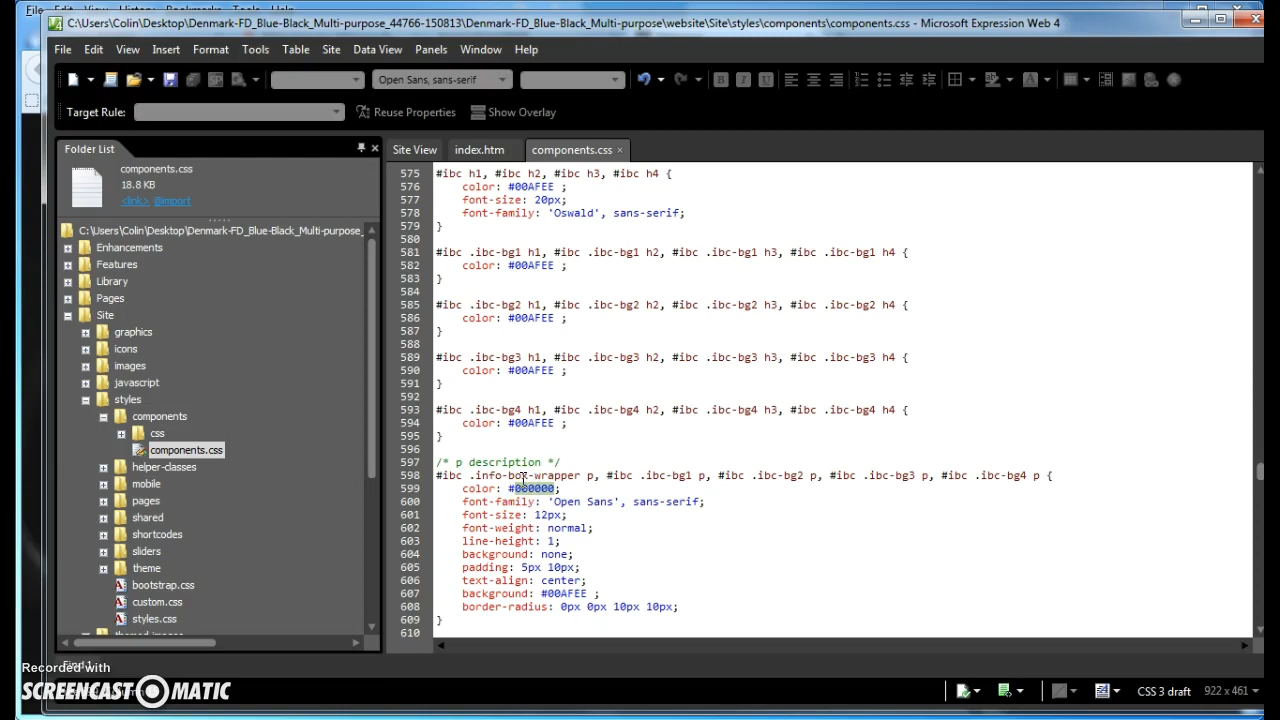 C:\Users\Colin\Desktop\Denmark-FD_Blue-Black_Multi-purpose_44766-150813\Denmark-FD_Blue-Black_Multi-purpose\website\Site\styles\components\components.css - Microsoft Expression Web 4
File Edit View Insert Format Tools Table Site Data View Panels Window Help
Open Sans, sans-serif
Target Rule: Reuse Properties Show Overlay
Folder List
components.css
18.8 KB
<link> @import
C:\Users\Colin\Desktop\Denmark-FD_Blue-Black_Multi-purpose_
Enhancements
Features
Library
Pages
Site
graphics
icons
images
javascript
styles
components
css
components.css
helper-classes
mobile
pages
shared
shortcodes
sliders
theme
bootstrap.css
custom.css
styles.css
Site View index.htm components.css ×
575 #ibc h1, #ibc h2, #ibc h3, #ibc h4 {
576 color: #00AFEE ;
577 font-size: 20px;
578 font-family: 'Oswald', sans-serif;
579 }
580
581 #ibc .ibc-bg1 h1, #ibc .ibc-bg1 h2, #ibc .ibc-bg1 h3, #ibc .ibc-bg1 h4 {
582 color: #00AFEE ;
583 }
584
585 #ibc .ibc-bg2 h1, #ibc .ibc-bg2 h2, #ibc .ibc-bg2 h3, #ibc .ibc-bg2 h4 {
586 color: #00AFEE ;
587 }
588
589 #ibc .ibc-bg3 h1, #ibc .ibc-bg3 h2, #ibc .ibc-bg3 h3, #ibc .ibc-bg3 h4 {
590 color: #00AFEE ;
591 }
592
593 #ibc .ibc-bg4 h1, #ibc .ibc-bg4 h2, #ibc .ibc-bg4 h3, #ibc .ibc-bg4 h4 {
594 color: #00AFEE ;
595 }
596
597 /* p description */
598 #ibc .info-box-wrapper p, #ibc .ibc-bg1 p, #ibc .ibc-bg2 p, #ibc .ibc-bg3 p, #ibc .ibc-bg4 p {
599 color: #000000;
600 font-family: 'Open Sans', sans-serif;
601 font-size: 12px;
602 font-weight: normal;
603 line-height: 1;
604 background: none;
605 padding: 5px 10px;
606 text-align: center;
607 background: #00AFEE ;
608 border-radius: 0px 0px 10px 10px;
609 }
610
Recorded with
SCREENCAST MATIC
CSS 3 draft 922 x 461